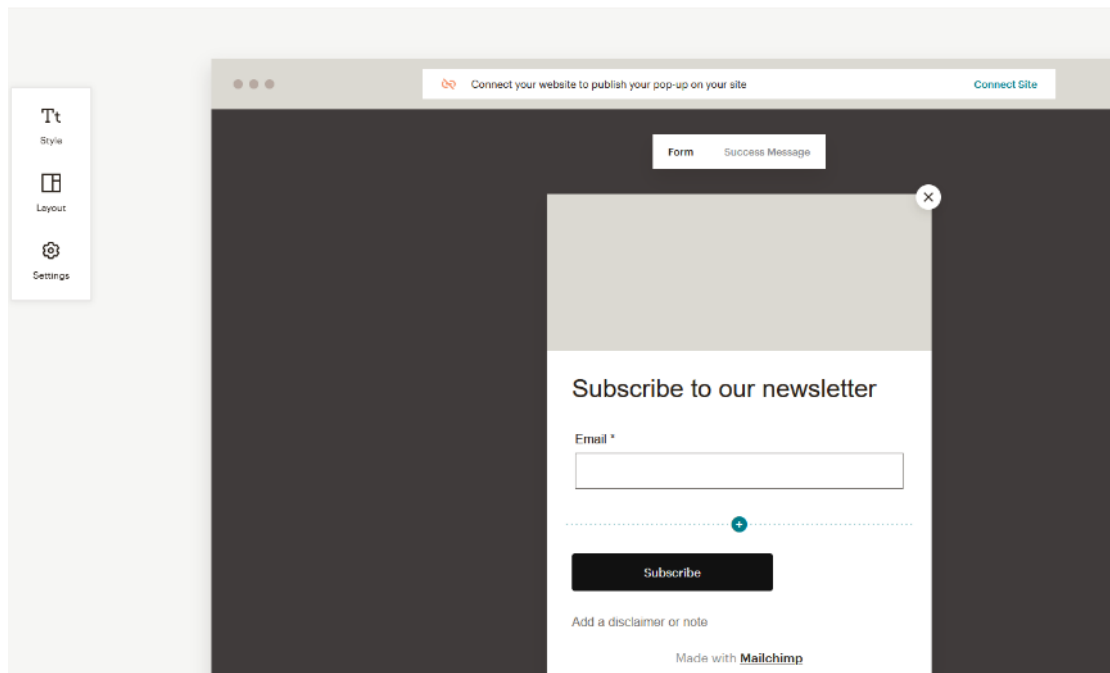 Connect your website to publish your pop-up on your site
Connect Site
Tt
Style
Layout
Settings
Form
Success Message
Subscribe to our newsletter
Email *
Subscribe
Add a disclaimer or note
Made with Mailchimp